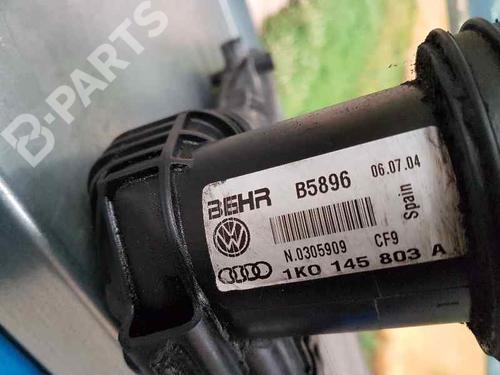 B-PARTS
BEHR B5896 06.07.04
Spain
N.0305909 CF9
1K0 145 803 A